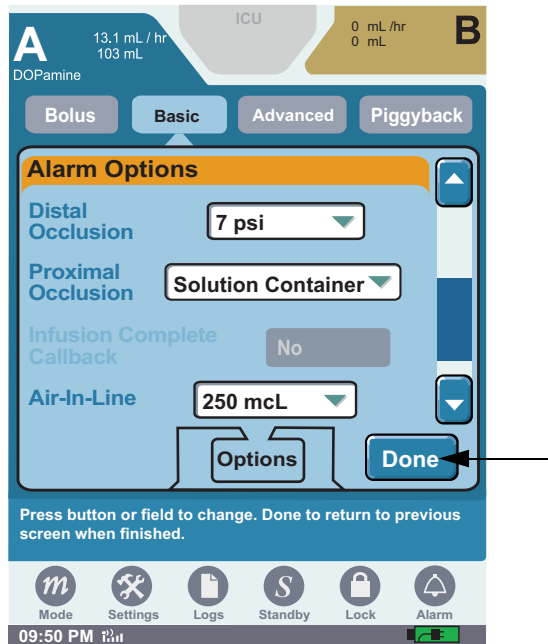 A
13.1 mL / hr
103 mL
DOPamine
ICU
0 mL /hr
0 mL
B
Bolus
Basic
Advanced
Piggyback
Alarm Options
Distal
Occlusion
7 psi
Proximal
Occlusion
Solution Container
Infusion Complete
Callback
No
Air-In-Line
250 mcL
Options
Done
Press button or field to change. Done to return to previous
screen when finished.
m
S
Mode
Settings
Logs
Standby
Lock
Alarm
09:50 PM